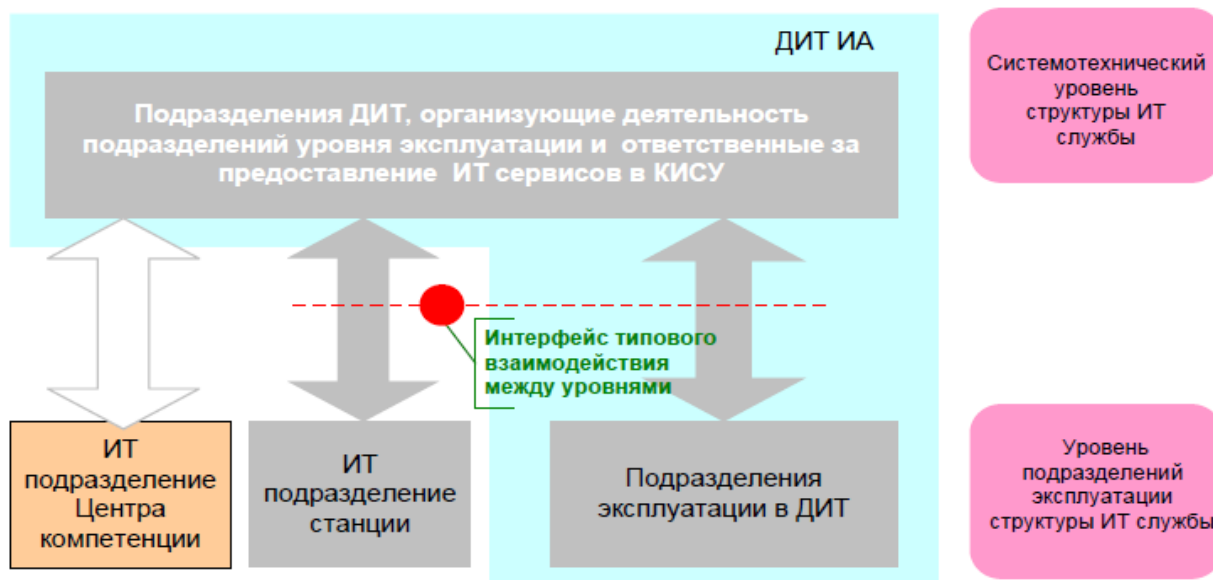 ДИТ ИА
Подразделения ДИТ, организующие деятельность
подразделений уровня эксплуатации и ответственные за
предоставление ИТ сервисов в КИСУ
Системотехнический
уровень
структуры ИТ
службы
Интерфейс типового
взаимодействия
между уровнями
ИТ
подразделение
Центра
компетенции
ИТ
подразделение
станции
Подразделения
эксплуатации в ДИТ
Уровень
подразделений
эксплуатации
структуры ИТ службы